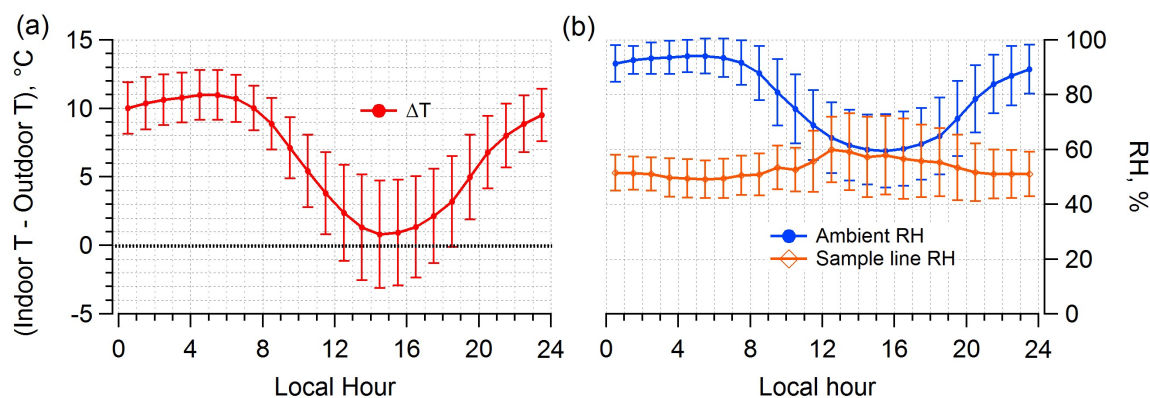 (a)
(Indoor T - Outdoor T), °C
15
10
5
0
-5
ΔT
0 4 8 12 16 20 24
Local Hour
(b)
100
80
60
40
20
0
RH, %
Ambient RH
Sample line RH
0 4 8 12 16 20 24
Local hour